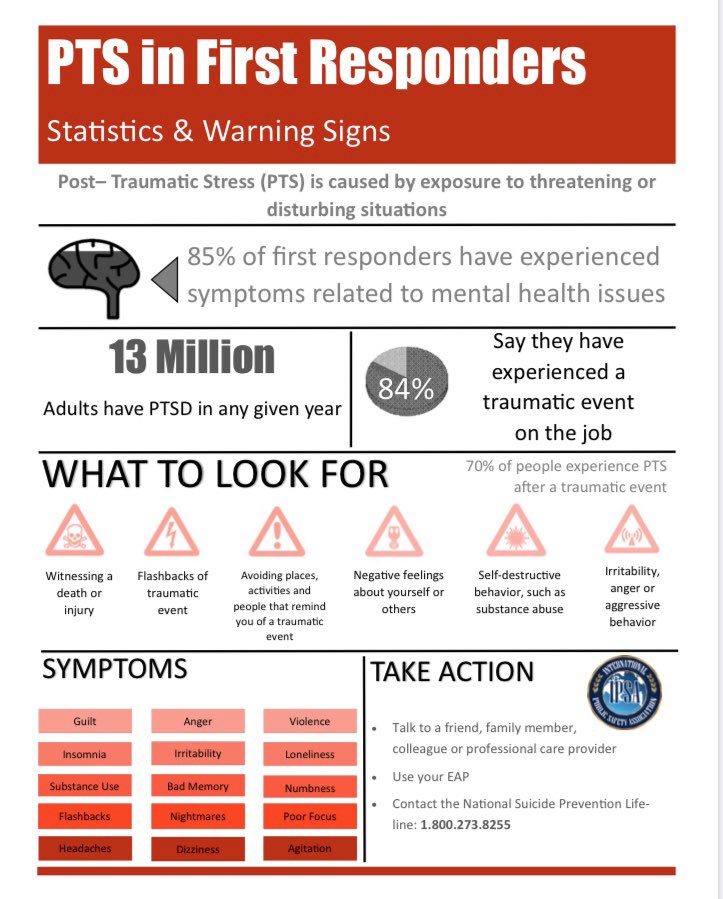 PTS in First Responders
Statistics & Warning Signs
Post– Traumatic Stress (PTS) is caused by exposure to threatening or
disturbing situations
85% of first responders have experienced
symptoms related to mental health issues
13 Million
Adults have PTSD in any given year
84%
Say they have
experienced a
traumatic event
on the job
WHAT TO LOOK FOR
70% of people experience PTS
after a traumatic event
Witnessing a
death or
injury
Flashbacks of
traumatic
event
Avoiding places,
activities and
people that remind
you of a traumatic
event
Negative feelings
about yourself or
others
Self-destructive
behavior, such as
substance abuse
Irritability,
anger or
aggressive
behavior
SYMPTOMS
Guilt
Anger
Violence
Insomnia
Irritability
Loneliness
Substance Use
Bad Memory
Numbness
Flashbacks
Nightmares
Poor Focus
Headaches
Dizziness
Agitation
TAKE ACTION
INTERNATIONAL
IPSA
PUBLIC SAFETY ASSOCIATION
• Talk to a friend, family member,
colleague or professional care provider
• Use your EAP
• Contact the National Suicide Prevention Life-
line: 1.800.273.8255